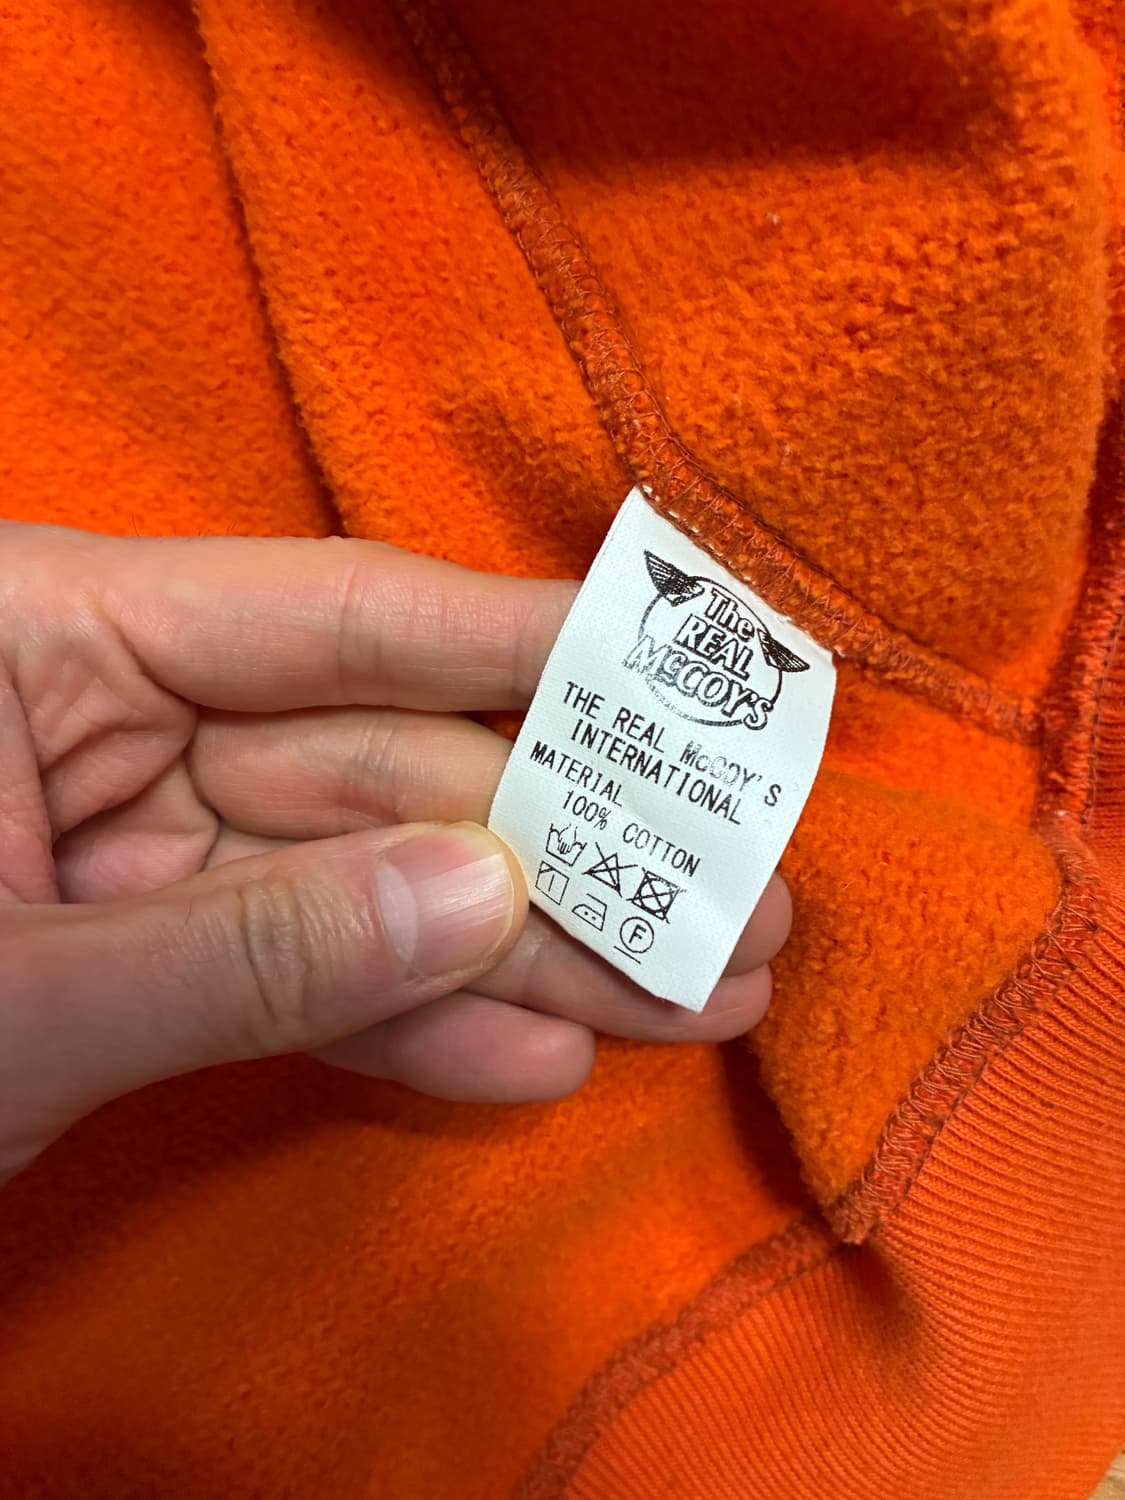 The
REAL
McCOY'S
THE REAL McCOY'S
INTERNATIONAL
MATERIAL
100% COTTON
F